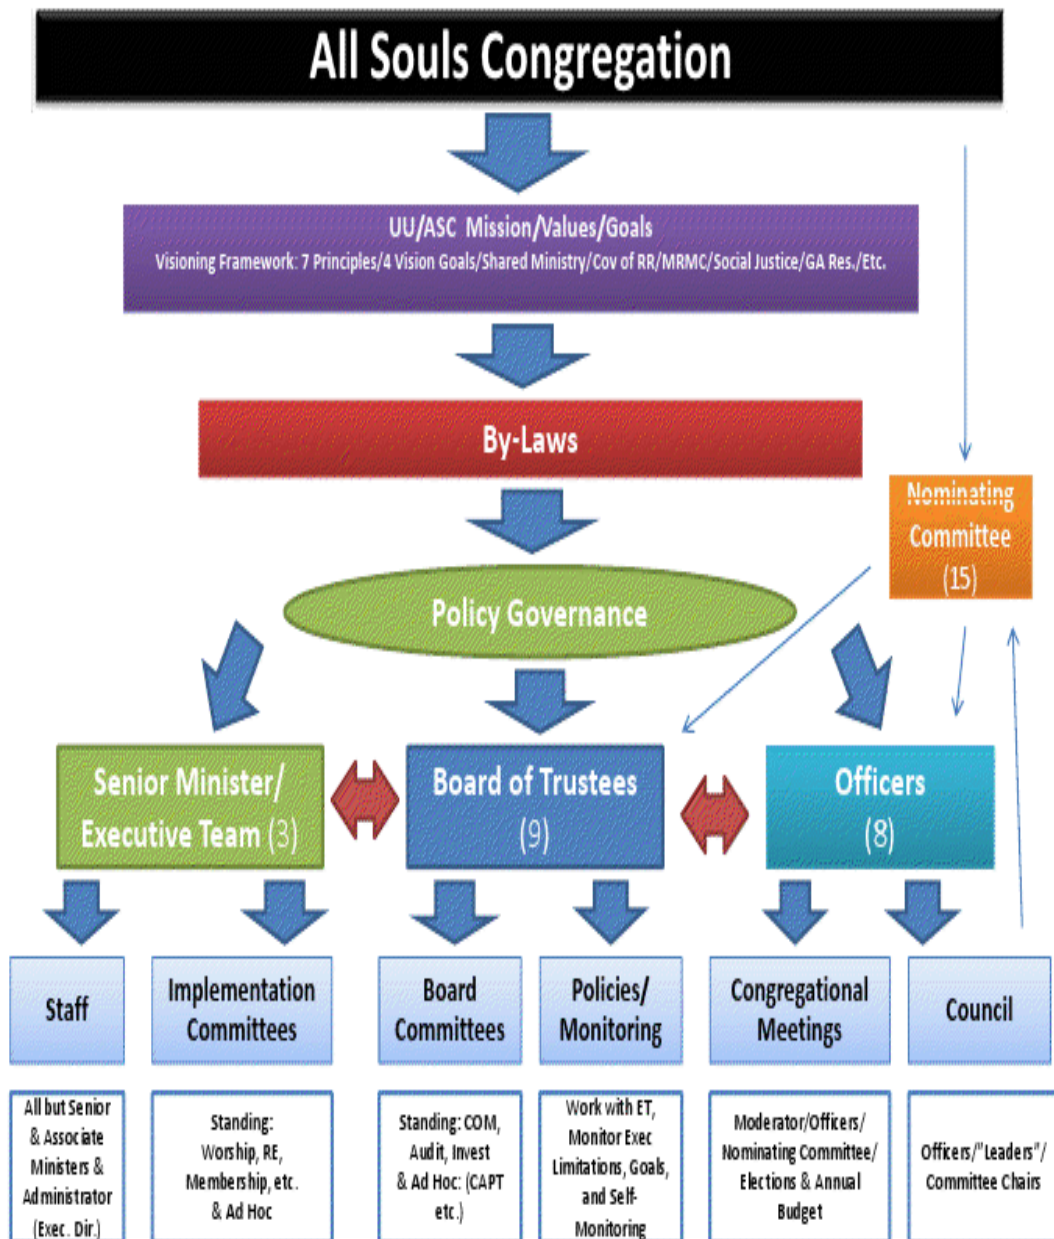 All Souls Congregation
UU/ASC Mission/Values/Goals
Visioning Framework: 7 Principles/4 Vision Goals/Shared Ministry/Cov of RR/MRMC/Social Justice/GA Res./Etc.
By-Laws
Nominating
Committee
(15)
Policy Governance
Senior Minister/
Executive Team (3)
Board of Trustees
(9)
Officers
(8)
Staff
Implementation
Committees
Board
Committees
Policies/
Monitoring
Congregational
Meetings
Council
All but Senior
& Associate
Ministers &
Administrator
(Exec. Dir.)
Standing:
Worship, RE,
Membership, etc.
& Ad Hoc
Standing: COM,
Audit, Invest
& Ad Hoc: (CAPT
etc.)
Work with ET,
Monitor Exec
Limitations, Goals,
and Self-
Monitoring
Moderator/Officers/
Nominating Committee/
Elections & Annual
Budget
Officers/"Leaders"/
Committee Chairs